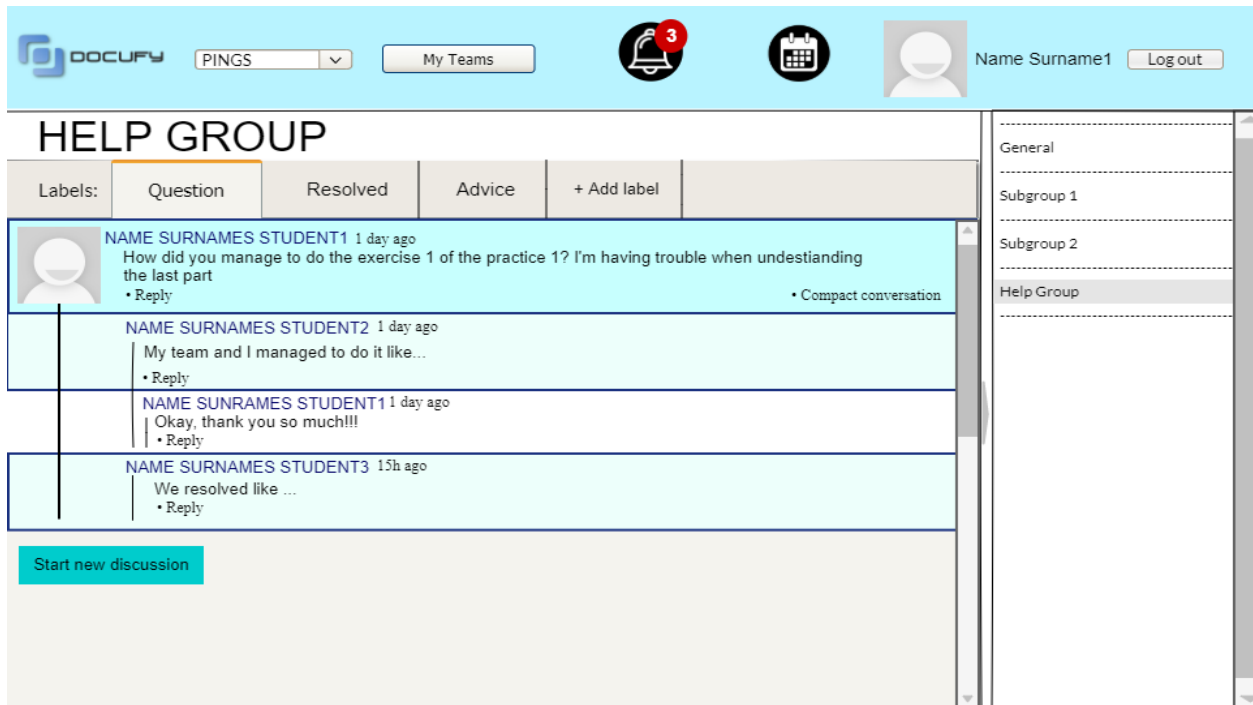 DOCUFY
PINGS
My Teams
3
Name Surname1
Log out
HELP GROUP
Labels:
Question
Resolved
Advice
+ Add label
NAME SURNAMES STUDENT1 1 day ago
How did you manage to do the exercise 1 of the practice 1? I'm having trouble when undestianding
the last part
• Reply
• Compact conversation
NAME SURNAMES STUDENT2 1 day ago
My team and I managed to do it like...
• Reply
NAME SUNRAMES STUDENT1 1 day ago
Okay, thank you so much!!!
• Reply
NAME SURNAMES STUDENT3 15h ago
We resolved like ...
• Reply
Start new discussion
General
Subgroup 1
Subgroup 2
Help Group